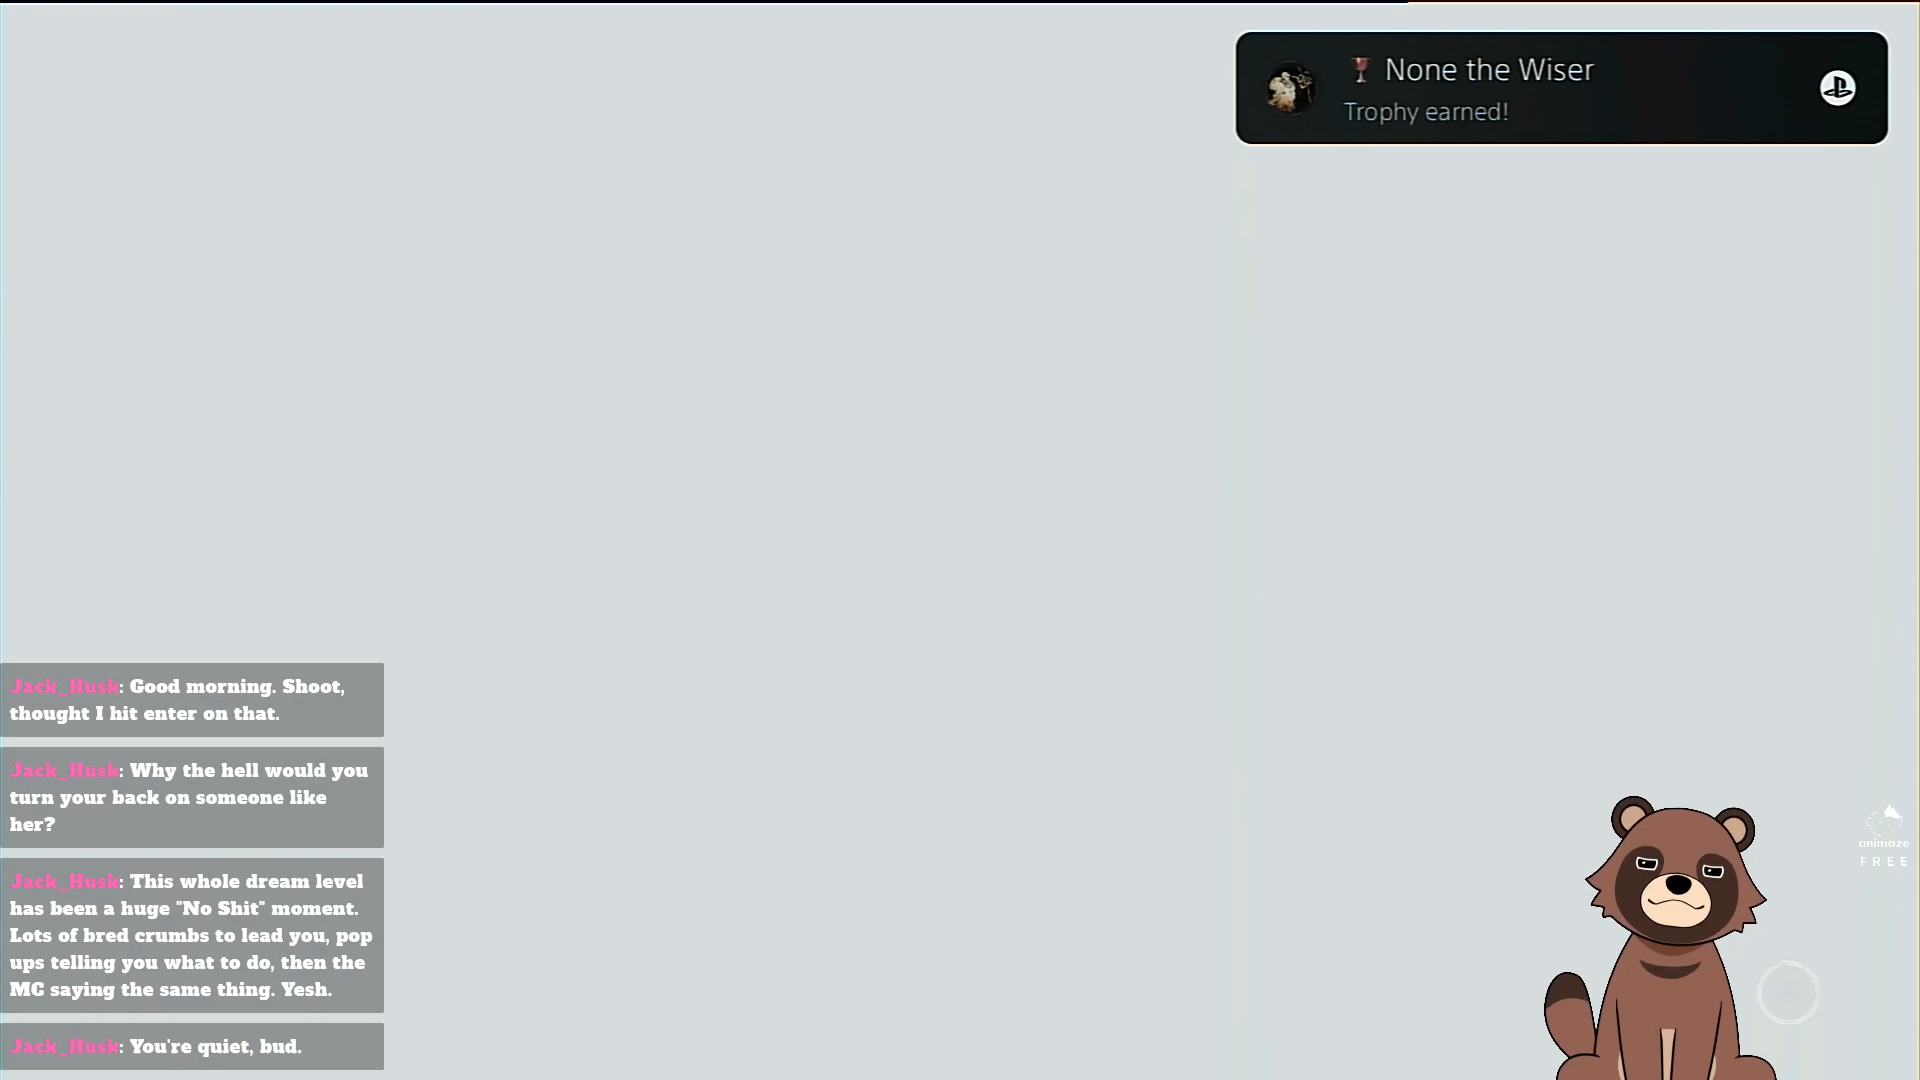 None the Wiser
Trophy earned!
Jack_Husk: Good morning. Shoot,
thought I hit enter on that.
Jack_Husk: Why the hell would you
turn your back on someone like
her?
Jack_Husk: This whole dream level
has been a huge "No Shit" moment.
Lots of bred crumbs to lead you, pop
ups telling you what to do, then the
MC saying the same thing. Yesh.
Jack_Husk: You're quiet, bud.
animaze
FREE